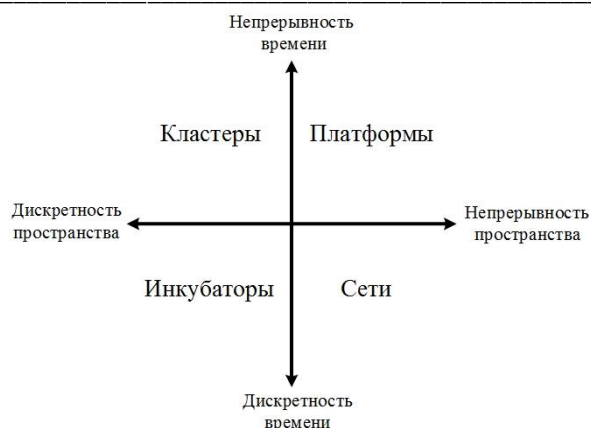 Непрерывность
времени
Кластеры Платформы
Дискретность
пространства
Непрерывность
пространства
Инкубаторы Сети
Дискретность
времени